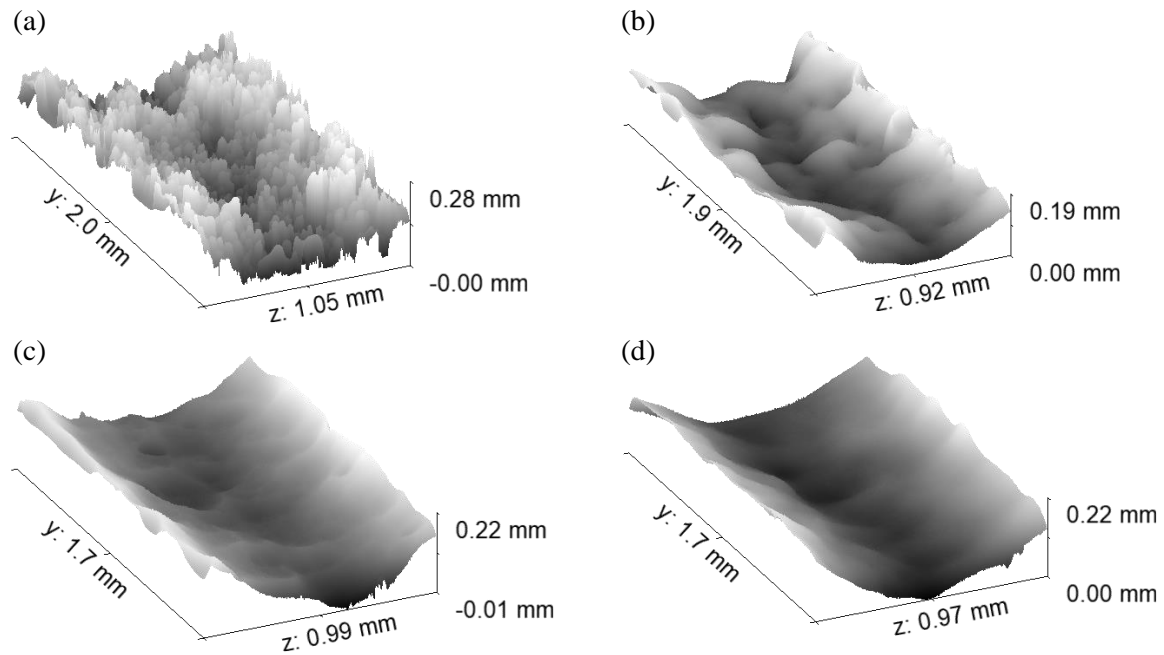 (a)
0.28 mm
-0.00 mm
y: 2.0 mm
z: 1.05 mm
(b)
0.19 mm
0.00 mm
y: 1.9 mm
z: 0.92 mm
(c)
0.22 mm
-0.01 mm
y: 1.7 mm
z: 0.99 mm
(d)
0.22 mm
0.00 mm
y: 1.7 mm
z: 0.97 mm